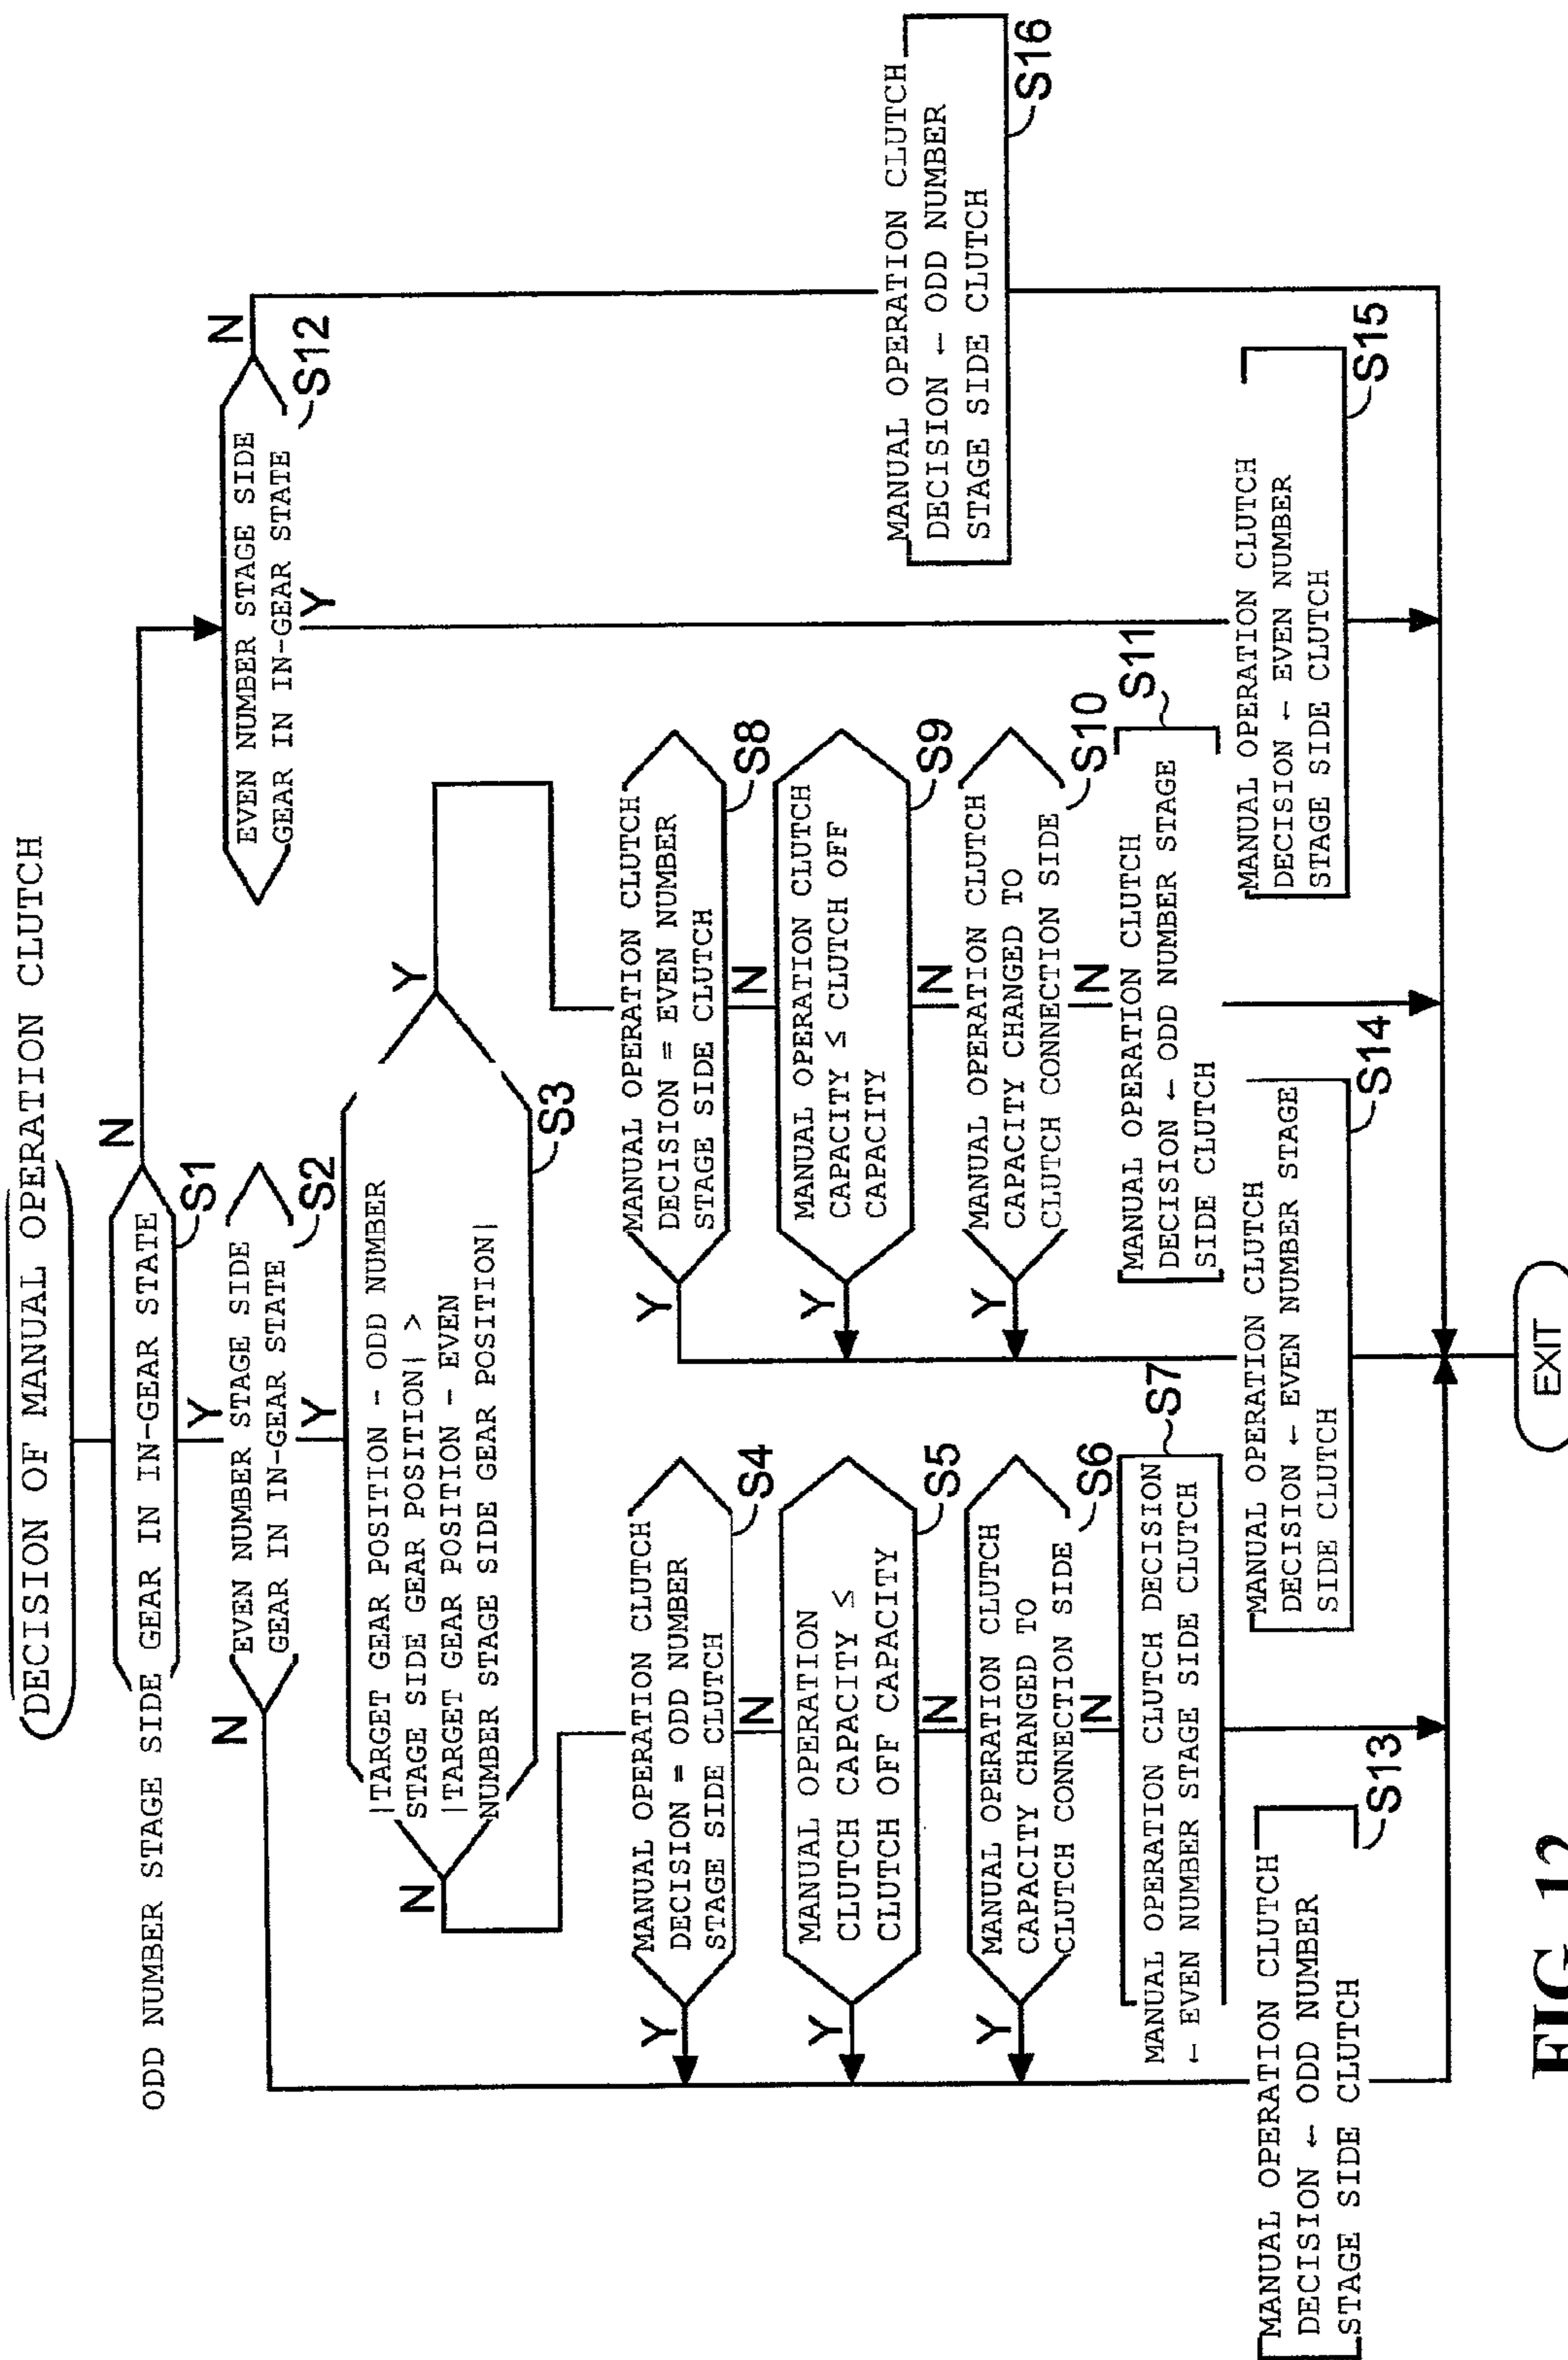 DECISION OF MANUAL OPERATION CLUTCH
ODD NUMBER STAGE SIDE GEAR IN IN-GEAR STATE
S1
N
Y
EVEN NUMBER STAGE SIDE
GEAR IN IN-GEAR STATE
S2
N
Y
EVEN NUMBER STAGE SIDE
GEAR IN IN-GEAR STATE
S12
N
Y
|TARGET GEAR POSITION - ODD NUMBER
STAGE SIDE GEAR POSITION| >
|TARGET GEAR POSITION - EVEN
NUMBER STAGE SIDE GEAR POSITION|
S3
N
Y
MANUAL OPERATION CLUTCH
DECISION = ODD NUMBER
STAGE SIDE CLUTCH
S4
Y
N
MANUAL OPERATION
CLUTCH CAPACITY ≤
CLUTCH OFF CAPACITY
S5
Y
N
MANUAL OPERATION CLUTCH
CAPACITY CHANGED TO
CLUTCH CONNECTION SIDE
S6
Y
N
MANUAL OPERATION CLUTCH DECISION
← EVEN NUMBER STAGE SIDE CLUTCH
S7
MANUAL OPERATION CLUTCH
DECISION = EVEN NUMBER
STAGE SIDE CLUTCH
S8
Y
N
MANUAL OPERATION CLUTCH
CAPACITY ≤ CLUTCH OFF
CAPACITY
S9
Y
N
MANUAL OPERATION CLUTCH
CAPACITY CHANGED TO
CLUTCH CONNECTION SIDE
S10
Y
N
MANUAL OPERATION CLUTCH
DECISION ← ODD NUMBER STAGE
SIDE CLUTCH
S11
MANUAL OPERATION CLUTCH
DECISION ← ODD NUMBER
STAGE SIDE CLUTCH
S16
MANUAL OPERATION CLUTCH
DECISION ← ODD NUMBER
STAGE SIDE CLUTCH
S13
MANUAL OPERATION CLUTCH
DECISION ← EVEN NUMBER STAGE
SIDE CLUTCH
S14
MANUAL OPERATION CLUTCH
DECISION ← EVEN NUMBER
STAGE SIDE CLUTCH
S15
EXIT
FIG.12